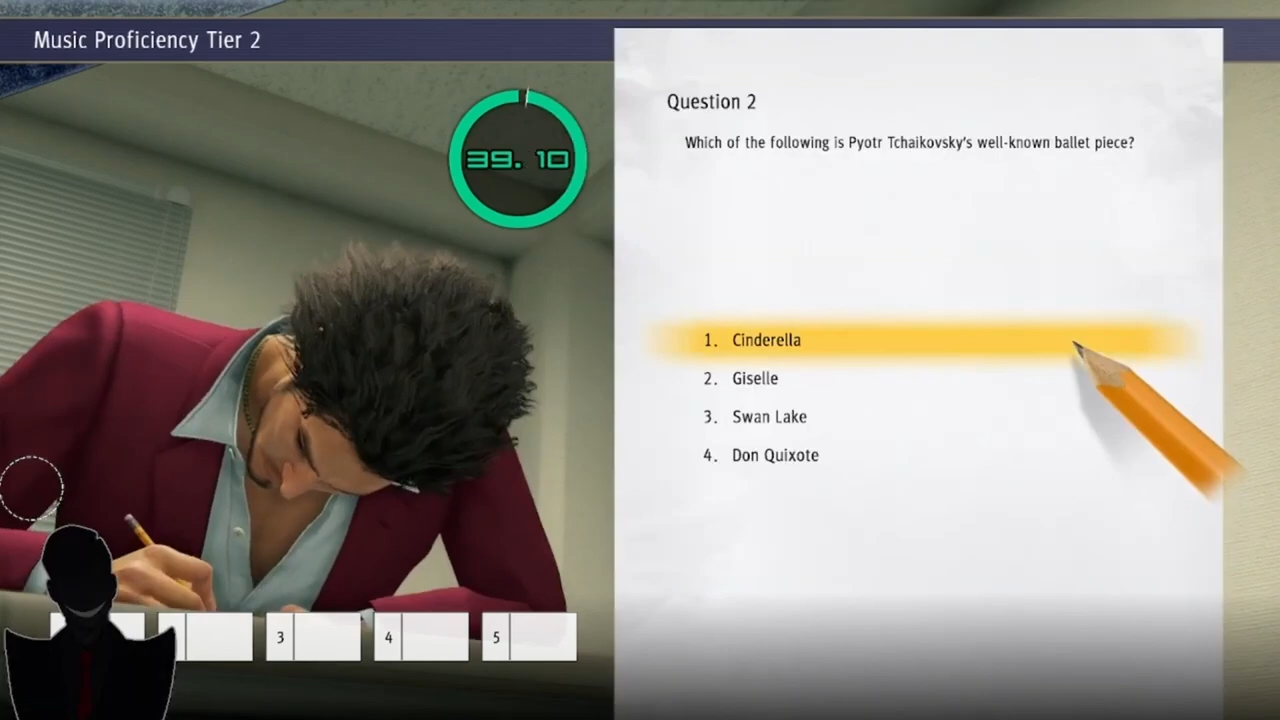 Music Proficiency Tier 2
39. 10
Question 2
Which of the following is Pyotr Tchaikovsky's well-known ballet piece?
1. Cinderella
2. Giselle
3. Swan Lake
4. Don Quixote
3
4
5